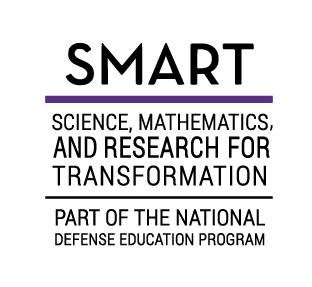 SMART
SCIENCE, MATHEMATICS,
AND RESEARCH FOR
TRANSFORMATION
PART OF THE NATIONAL
DEFENSE EDUCATION PROGRAM